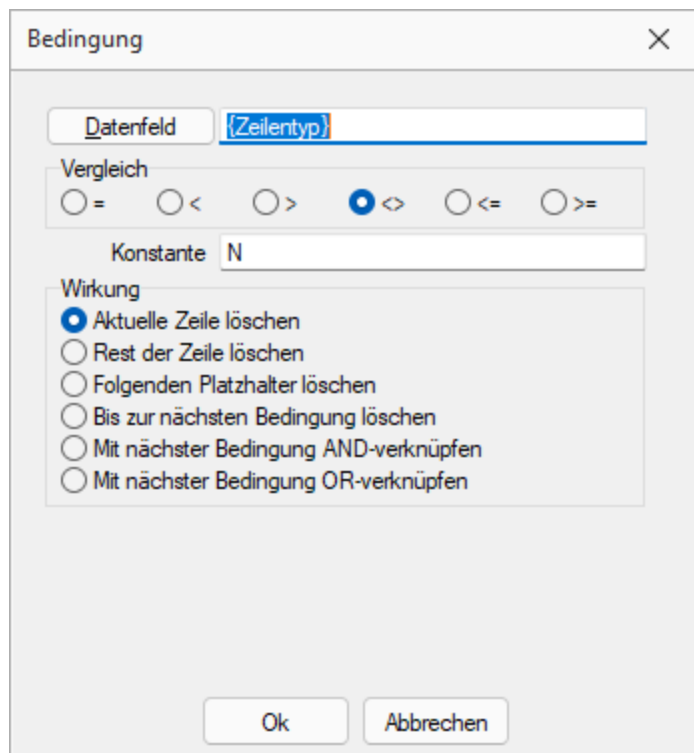 Bedingung
Datenfeld {Zeilentyp}
Vergleich
= < > <> <= >=
Konstante N
Wirkung
Aktuelle Zeile löschen
Rest der Zeile löschen
Folgenden Platzhalter löschen
Bis zur nächsten Bedingung löschen
Mit nächster Bedingung AND-verknüpfen
Mit nächster Bedingung OR-verknüpfen
Ok Abbrechen